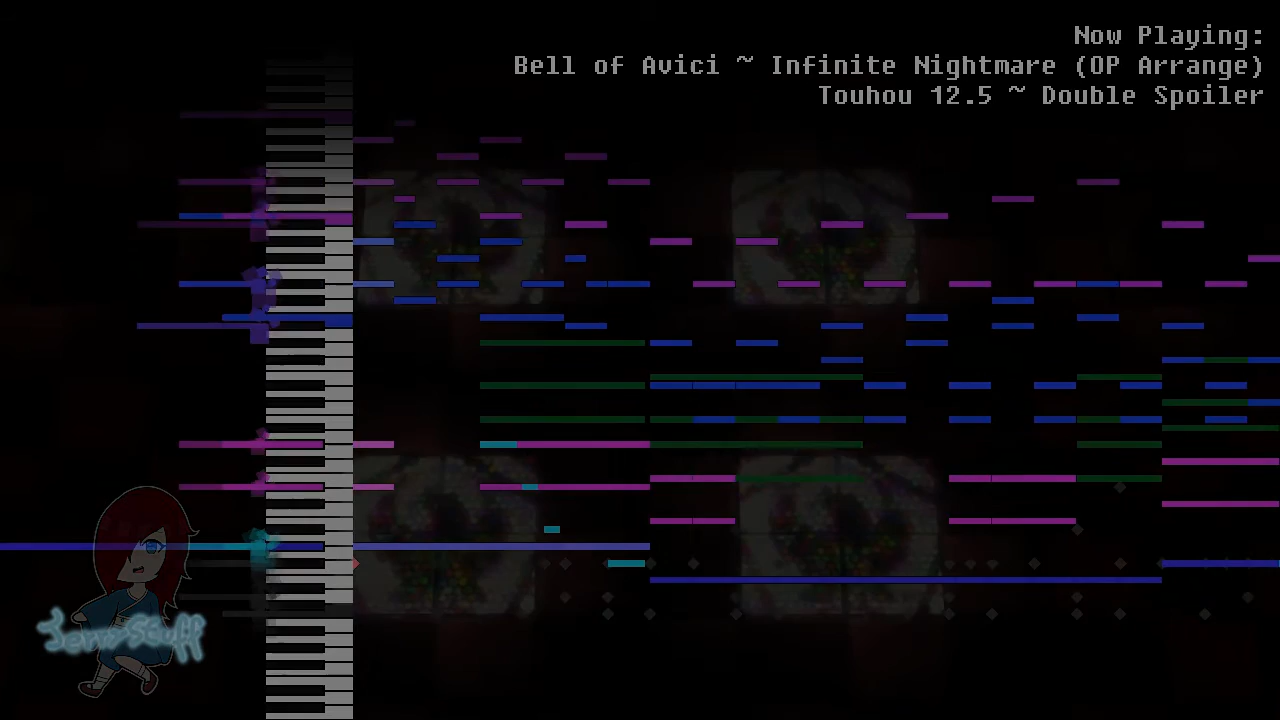 Now Playing:
Bell of Avici ~ Infinite Nightmare (OP Arrange)
Touhou 12.5 ~ Double Spoiler